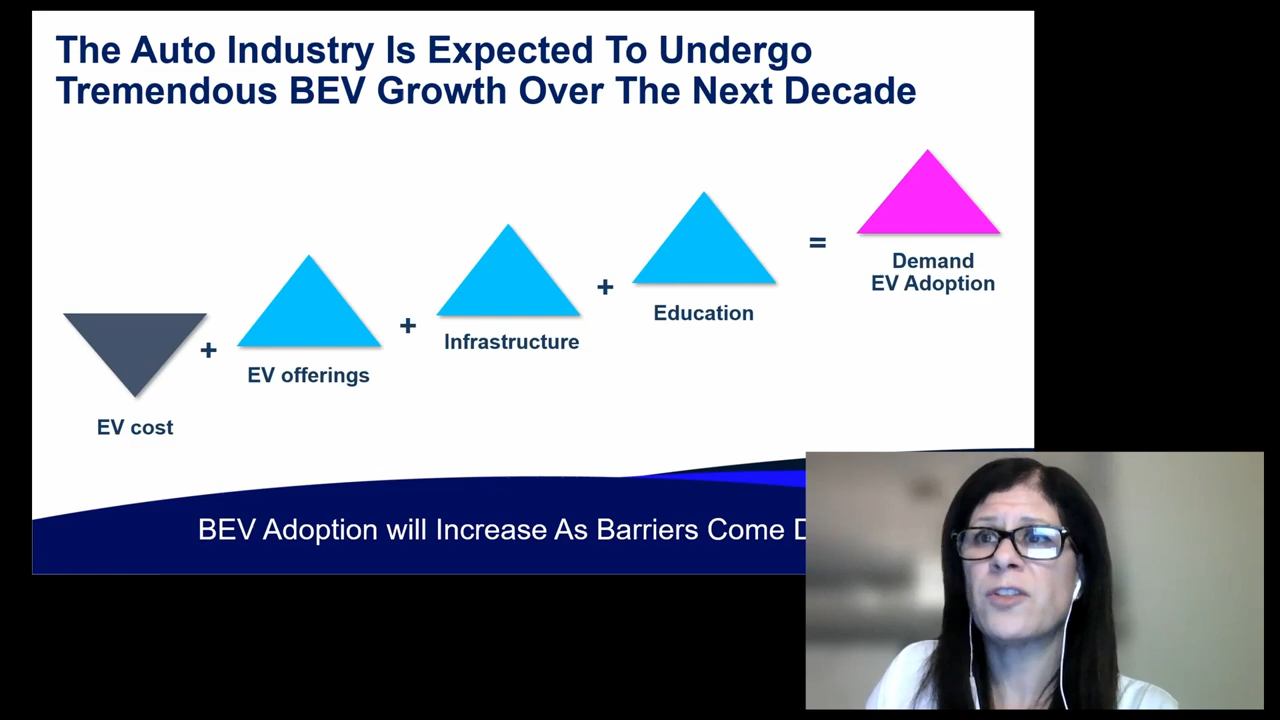 The Auto Industry Is Expected To Undergo
Tremendous BEV Growth Over The Next Decade
+
+
+
=
EV cost
EV offerings
Infrastructure
Education
Demand
EV Adoption
BEV Adoption will Increase As Barriers Come